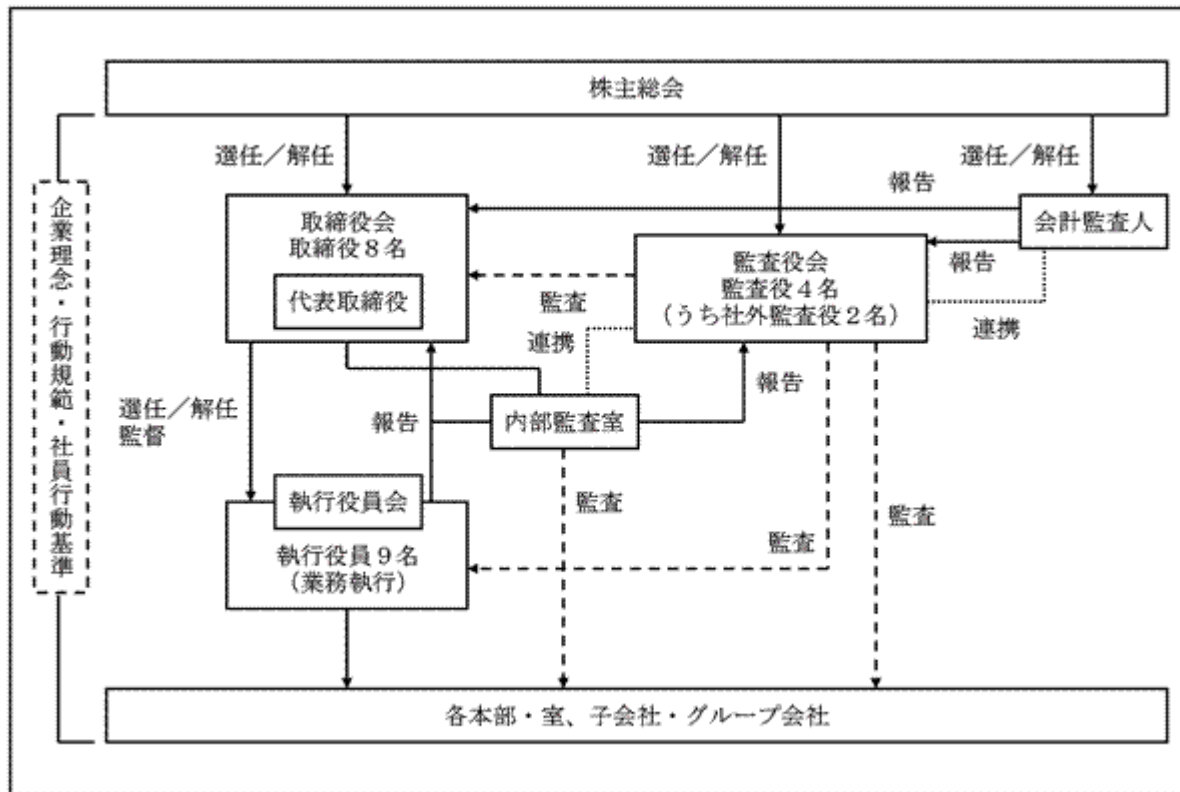 株主総会
選任／解任
選任／解任
選任／解任
報告
企業理念・行動規範・社員行動基準
取締役会
取締役８名
代表取締役
会計監査人
監査役会
監査役４名
（うち社外監査役２名）
報告
監査
連携
連携
選任／解任
監督
報告
内部監査室
報告
執行役員会
執行役員９名
（業務執行）
監査
監査
監査
各本部・室、子会社・グループ会社